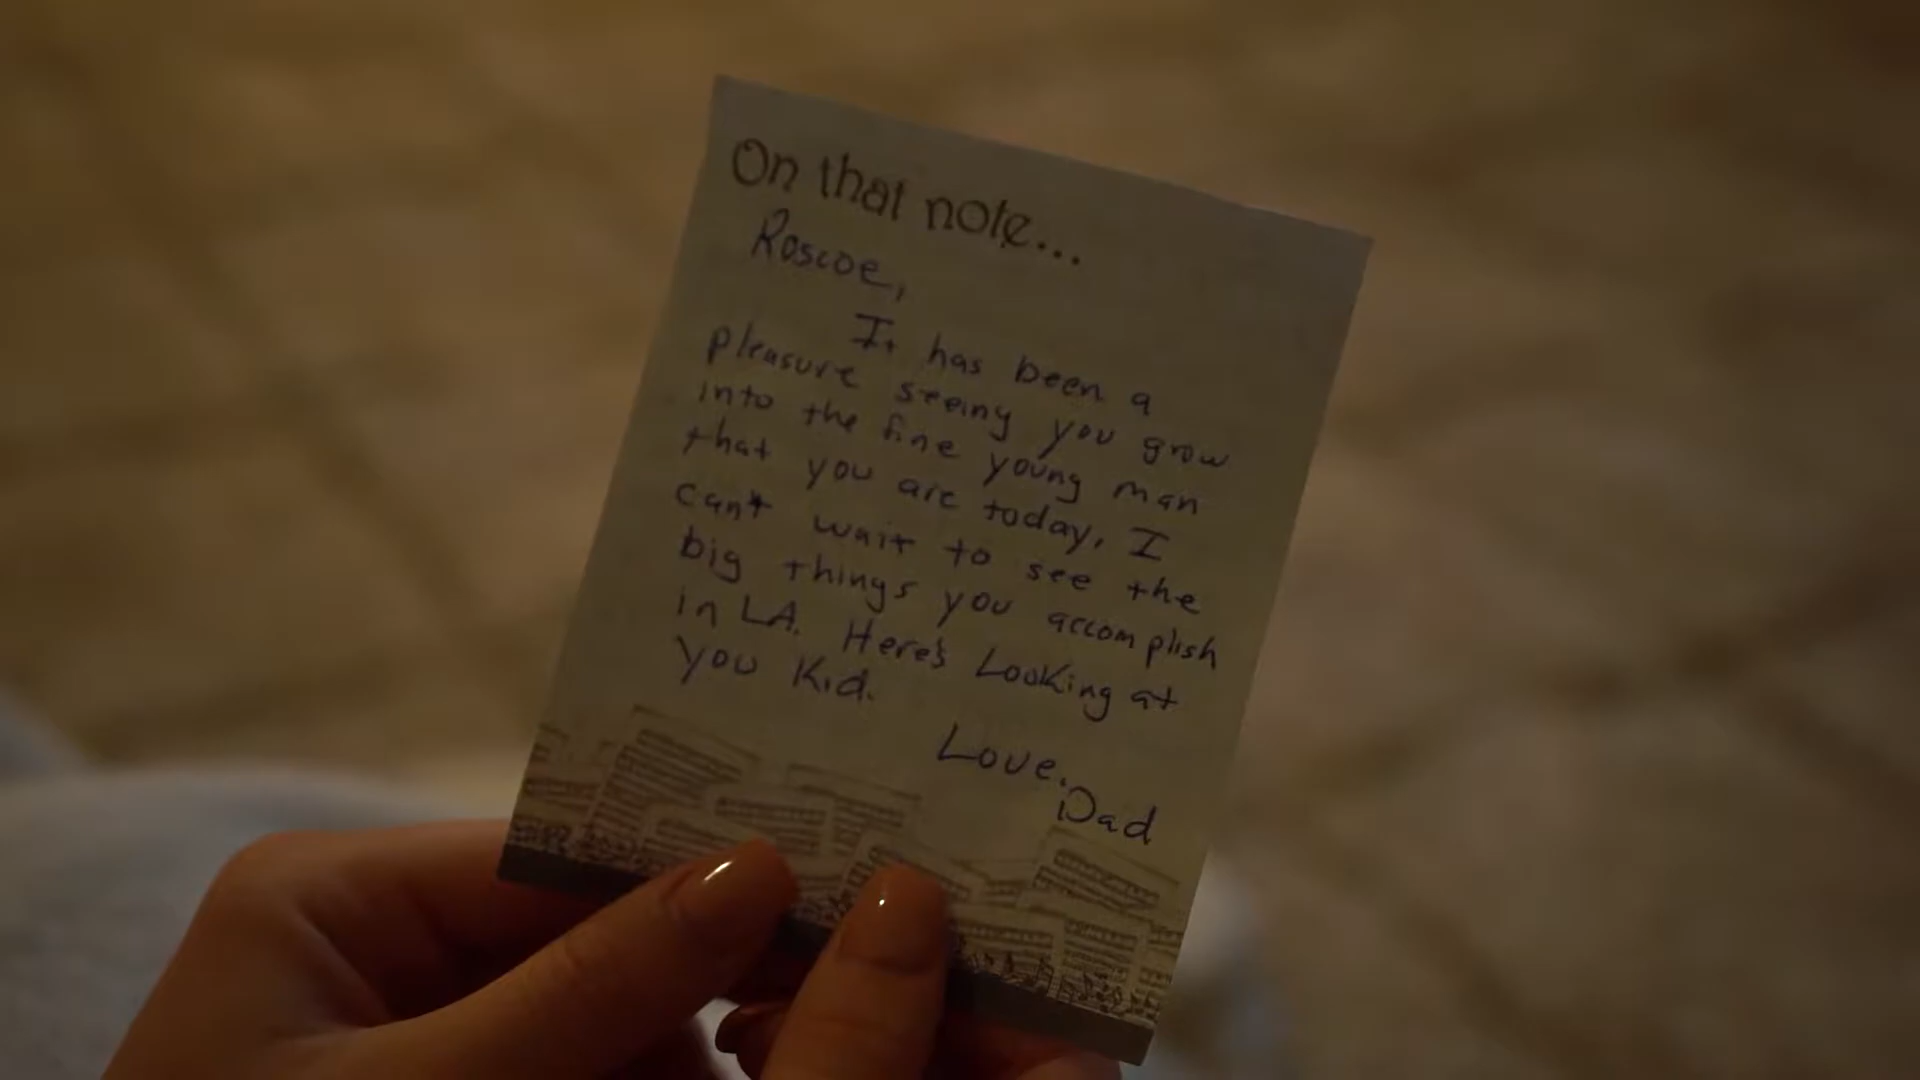 On that note...
Roscoe,
It has been a
pleasure seeing you grow
into the fine young man
that you are today, I
can't wait to see the
big things you accomplish
in LA. Here's Looking at
you Kid.
Love,
Dad